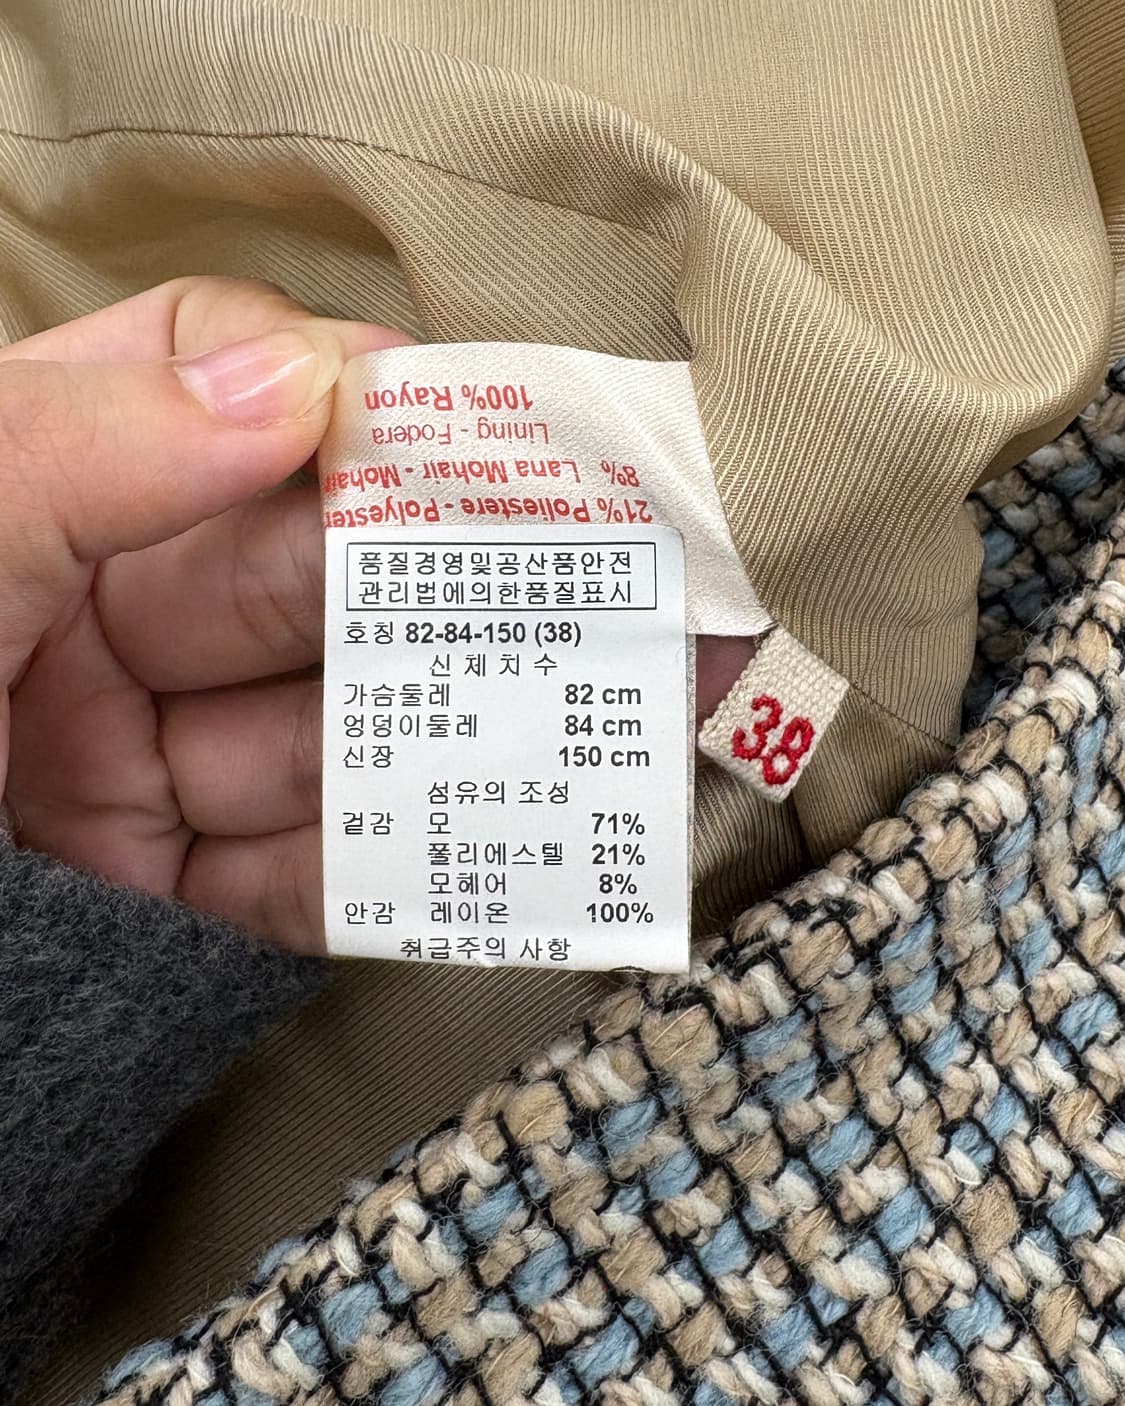 100% Rayon
Lining - Fodera
8% Lana Mohair - Mohair
21% Poliestere - Polyester
품질경영및공산품안전
관리법에의한품질표시
호칭 82-84-150 (38)
신 체 치 수
가슴둘레 82 cm
엉덩이둘레 84 cm
신장 150 cm
섬유의 조성
겉감 모 71%
폴리에스텔 21%
모헤어 8%
안감 레이온 100%
취급주의 사항
38